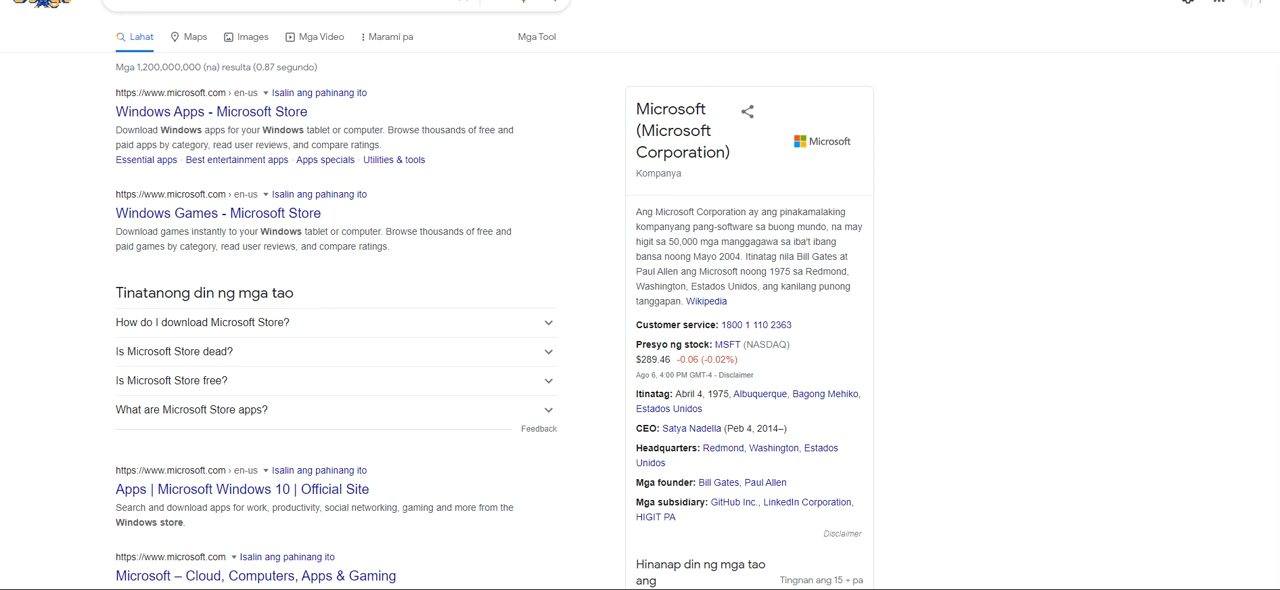 Lahat Maps Images Mga Video Marami pa Mga Tool
Mga 1,200,000,000 (na) resulta (0.87 segundo)
https://www.microsoft.com › en-us Isalin ang pahinang ito
Windows Apps - Microsoft Store
Download Windows apps for your Windows tablet or computer. Browse thousands of free and
paid apps by category, read user reviews, and compare ratings.
Essential apps · Best entertainment apps · Apps specials · Utilities & tools
https://www.microsoft.com › en-us Isalin ang pahinang ito
Windows Games - Microsoft Store
Download games instantly to your Windows tablet or computer. Browse thousands of free and
paid games by category, read user reviews, and compare ratings.
Tinatanong din ng mga tao
How do I download Microsoft Store?
Is Microsoft Store dead?
Is Microsoft Store free?
What are Microsoft Store apps?
Feedback
https://www.microsoft.com › en-us Isalin ang pahinang ito
Apps | Microsoft Windows 10 | Official Site
Search and download apps for work, productivity, social networking, gaming and more from the
Windows store.
https://www.microsoft.com Isalin ang pahinang ito
Microsoft – Cloud, Computers, Apps & Gaming
Microsoft
(Microsoft
Corporation)
Microsoft
Kompanya
Ang Microsoft Corporation ay ang pinakamalaking
kompanyang pang-software sa buong mundo, na may
higit sa 50,000 mga manggagawa sa iba't ibang
bansa noong Mayo 2004. Itinatag nila Bill Gates at
Paul Allen ang Microsoft noong 1975 sa Redmond,
Washington, Estados Unidos, ang kanilang punong
tanggapan. Wikipedia
Customer service: 1800 1 110 2363
Presyo ng stock: MSFT (NASDAQ)
$289.46 -0.06 (-0.02%)
Ago 6, 4:00 PM GMT-4 - Disclaimer
Itinatag: Abril 4, 1975, Albuquerque, Bagong Mehiko,
Estados Unidos
CEO: Satya Nadella (Peb 4, 2014–)
Headquarters: Redmond, Washington, Estados
Unidos
Mga founder: Bill Gates, Paul Allen
Mga subsidiary: GitHub Inc., LinkedIn Corporation,
HIGIT PA
Disclaimer
Hinanap din ng mga tao
ang
Tingnan ang 15 + pa